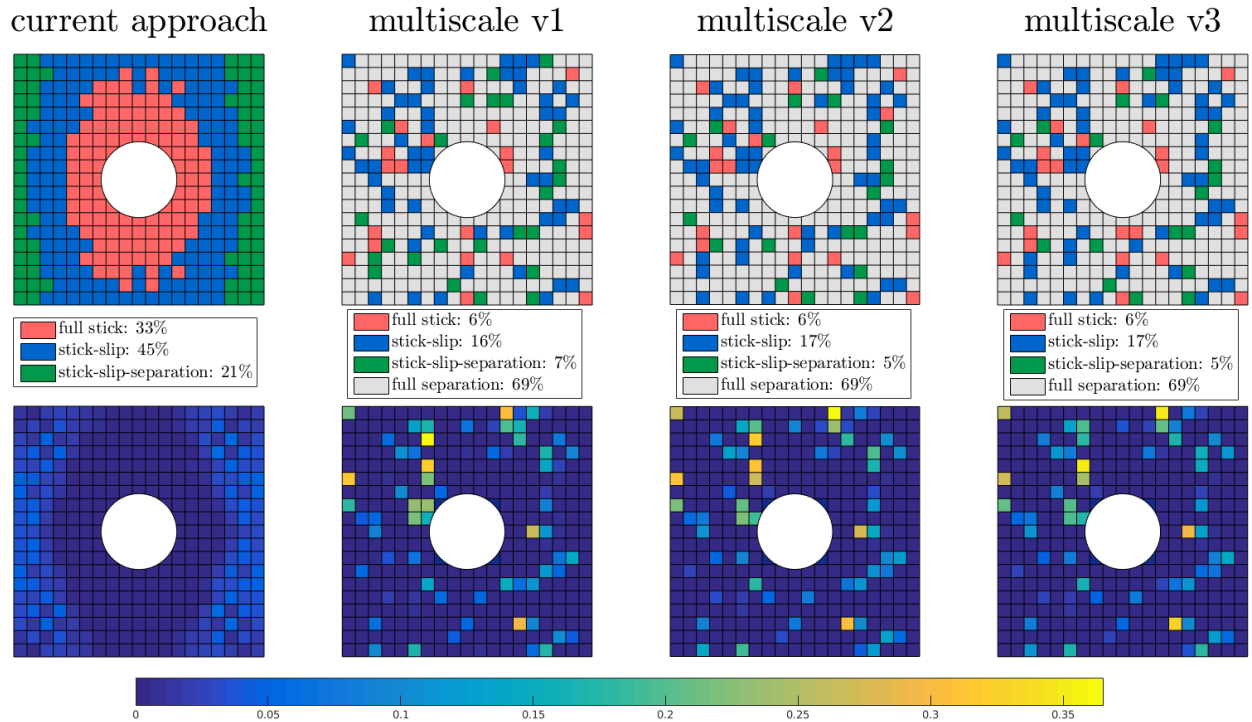 current approach
multiscale v1
multiscale v2
multiscale v3
full stick: 33%
stick-slip: 45%
stick-slip-separation: 21%
full stick: 6%
stick-slip: 16%
stick-slip-separation: 7%
full separation: 69%
full stick: 6%
stick-slip: 17%
stick-slip-separation: 5%
full separation: 69%
full stick: 6%
stick-slip: 17%
stick-slip-separation: 5%
full separation: 69%
0 0.05 0.1 0.15 0.2 0.25 0.3 0.35